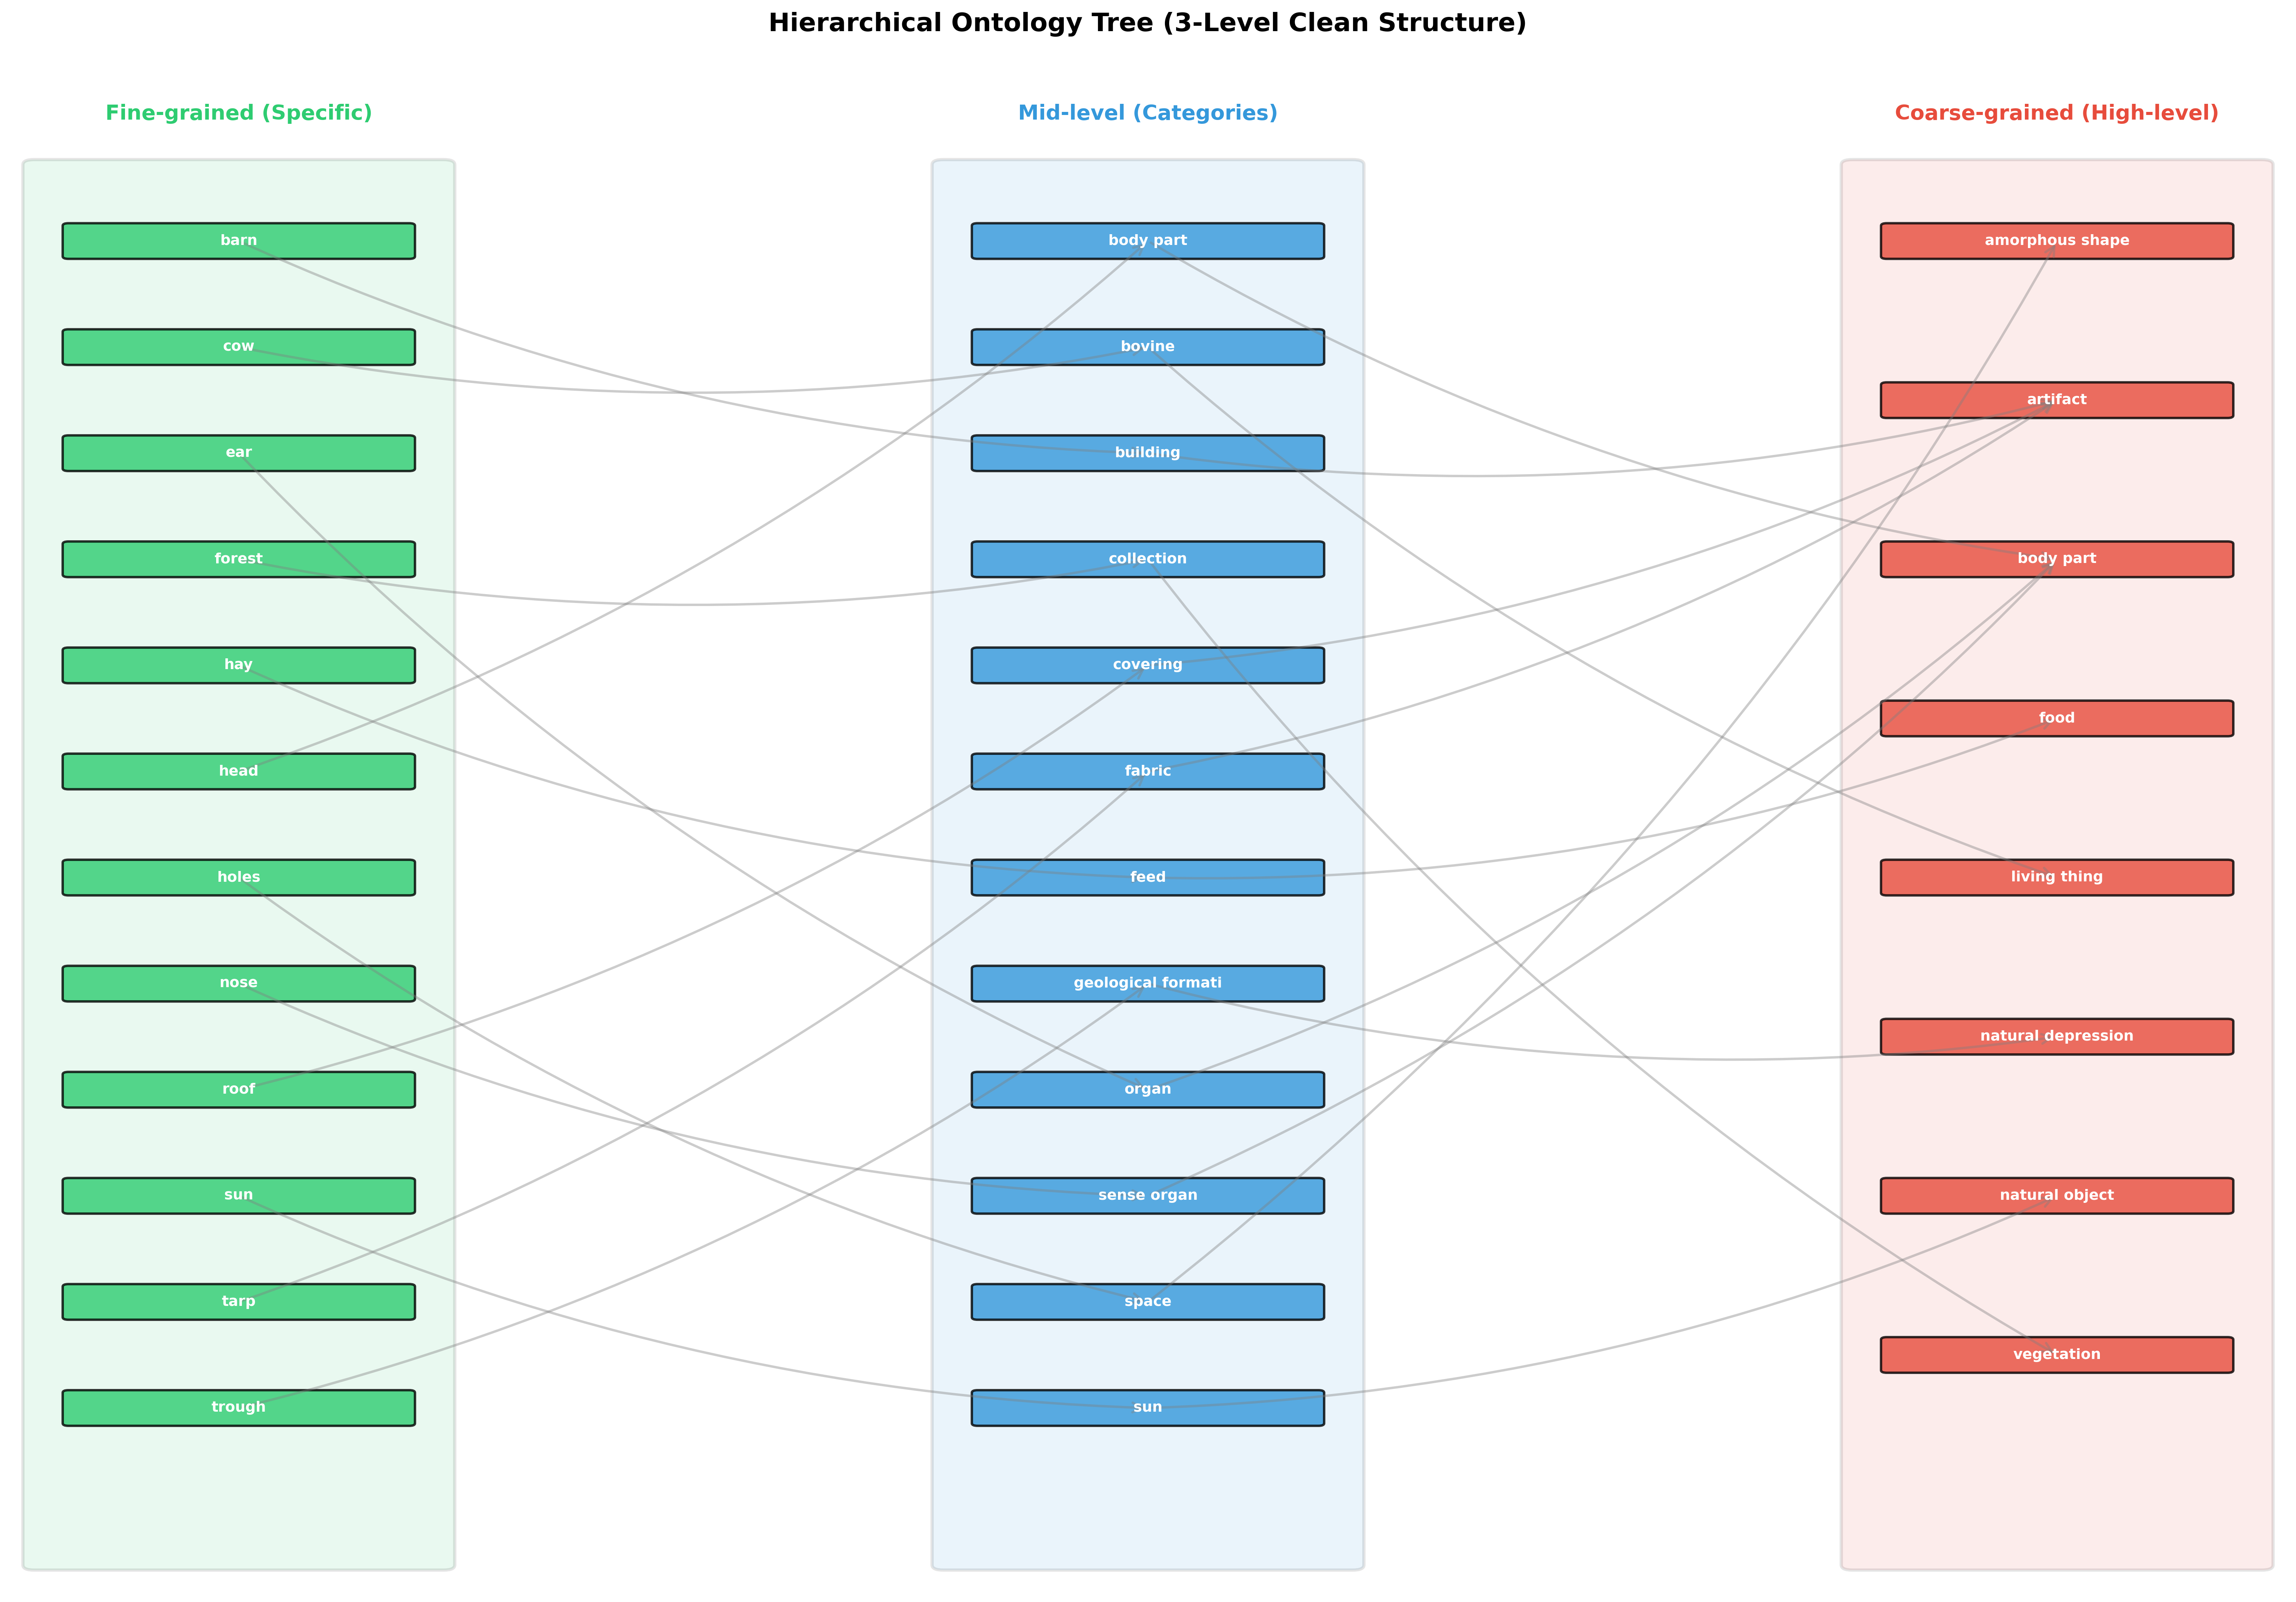 Hierarchical Ontology Tree (3-Level Clean Structure)
Fine-grained (Specific)
barn
cow
ear
forest
hay
head
holes
nose
roof
sun
tarp
trough
Mid-level (Categories)
body part
bovine
building
collection
covering
fabric
feed
geological formati
organ
sense organ
space
sun
Coarse-grained (High-level)
amorphous shape
artifact
body part
food
living thing
natural depression
natural object
vegetation